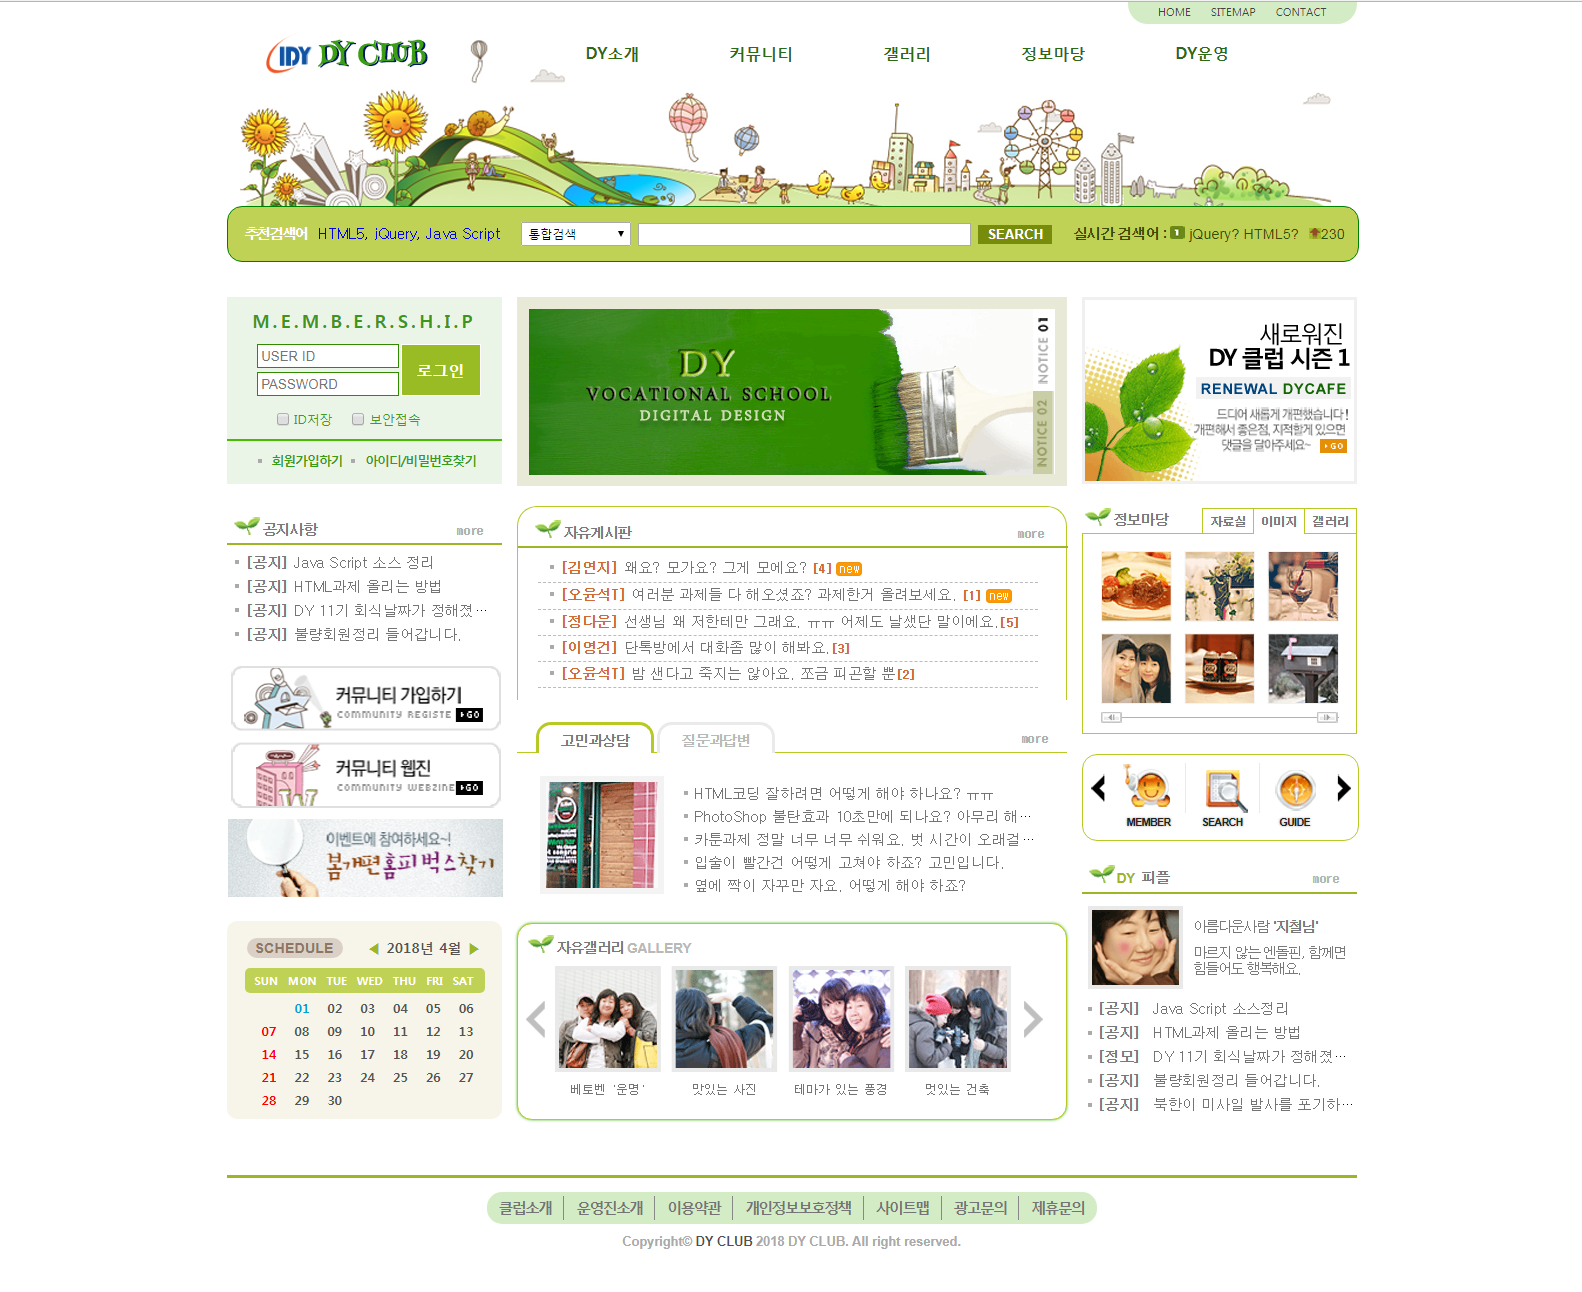 HOME SITEMAP CONTACT
IDY DY CLUB
DY소개 커뮤니티 갤러리 정보마당 DY운영
추천검색어 HTML5, jQuery, Java Script 통합검색 SEARCH 실시간 검색어 : 1 jQuery? HTML5? 230
M.E.M.B.E.R.S.H.I.P
USER ID
PASSWORD
로그인
ID저장 보안접속
회원가입하기 아이디/비밀번호찾기
DY
VOCATIONAL SCHOOL
DIGITAL DESIGN
NOTICE 01
NOTICE 02
새로워진
DY 클럽 시즌 1
RENEWAL DYCAFE
드디어 새롭게 개편했습니다!
개편해서 좋은점, 지적할게 있으면
댓글을 달아주세요~ GO
공지사항 more
[공지] Java Script 소스 정리
[공지] HTML과제 올리는 방법
[공지] DY 11기 회식날짜가 정해졌…
[공지] 불량회원정리 들어갑니다.
커뮤니티 가입하기
COMMUNITY REGISTE GO
커뮤니티 웹진
COMMUNITY WEBZINE GO
이벤트에 참여하세요~!
봄개편홈피벅스찾기
SCHEDULE 2018년 4월
SUN MON TUE WED THU FRI SAT
01 02 03 04 05 06
07 08 09 10 11 12 13
14 15 16 17 18 19 20
21 22 23 24 25 26 27
28 29 30
자유게시판 more
[김연지] 왜요? 모가요? 그게 모에요? [4] new
[오윤석T] 여러분 과제들 다 해오셨죠? 과제한거 올려보세요. [1] new
[정다운] 선생님 왜 저한테만 그래요. ㅠㅠ 어제도 날샜단 말이에요.[5]
[이영건] 단톡방에서 대화좀 많이 해봐요.[3]
[오윤석T] 밤 샌다고 죽지는 않아요. 쪼금 피곤할 뿐[2]
고민과상담 질문과답변 more
HTML코딩 잘하려면 어떻게 해야 하나요? ㅠㅠ
PhotoShop 불탄효과 10초만에 되나요? 아무리 해…
카툰과제 정말 너무 너무 쉬워요. 벗 시간이 오래걸…
입술이 빨간건 어떻게 고쳐야 하죠? 고민입니다.
옆에 짝이 자꾸만 자요. 어떻게 해야 하죠?
자유갤러리 GALLERY
베토벤 '운명' 맛있는 사진 테마가 있는 풍경 멋있는 건축
정보마당 자료실 이미지 갤러리
MEMBER SEARCH GUIDE
DY 피플 more
아름다운사람 '지철님'
마르지 않는 엔돌핀, 함께면
힘들어도 행복해요.
[공지] Java Script 소스정리
[공지] HTML과제 올리는 방법
[정모] DY 11기 회식날짜가 정해졌…
[공지] 불량회원정리 들어갑니다.
[공지] 북한이 미사일 발사를 포기하…
클럽소개 운영진소개 이용약관 개인정보보호정책 사이트맵 광고문의 제휴문의
Copyright© DY CLUB 2018 DY CLUB. All right reserved.